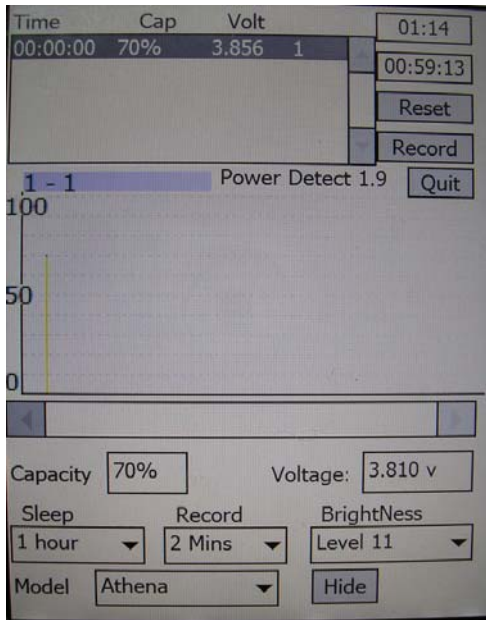 Time Cap Volt
01:14
00:00:00 70% 3.856 1
00:59:13
Reset
Record
1 - 1
Power Detect 1.9
Quit
100
50
0
Capacity 70% Voltage: 3.810 v
Sleep Record BrightNess
1 hour 2 Mins Level 11
Model Athena Hide